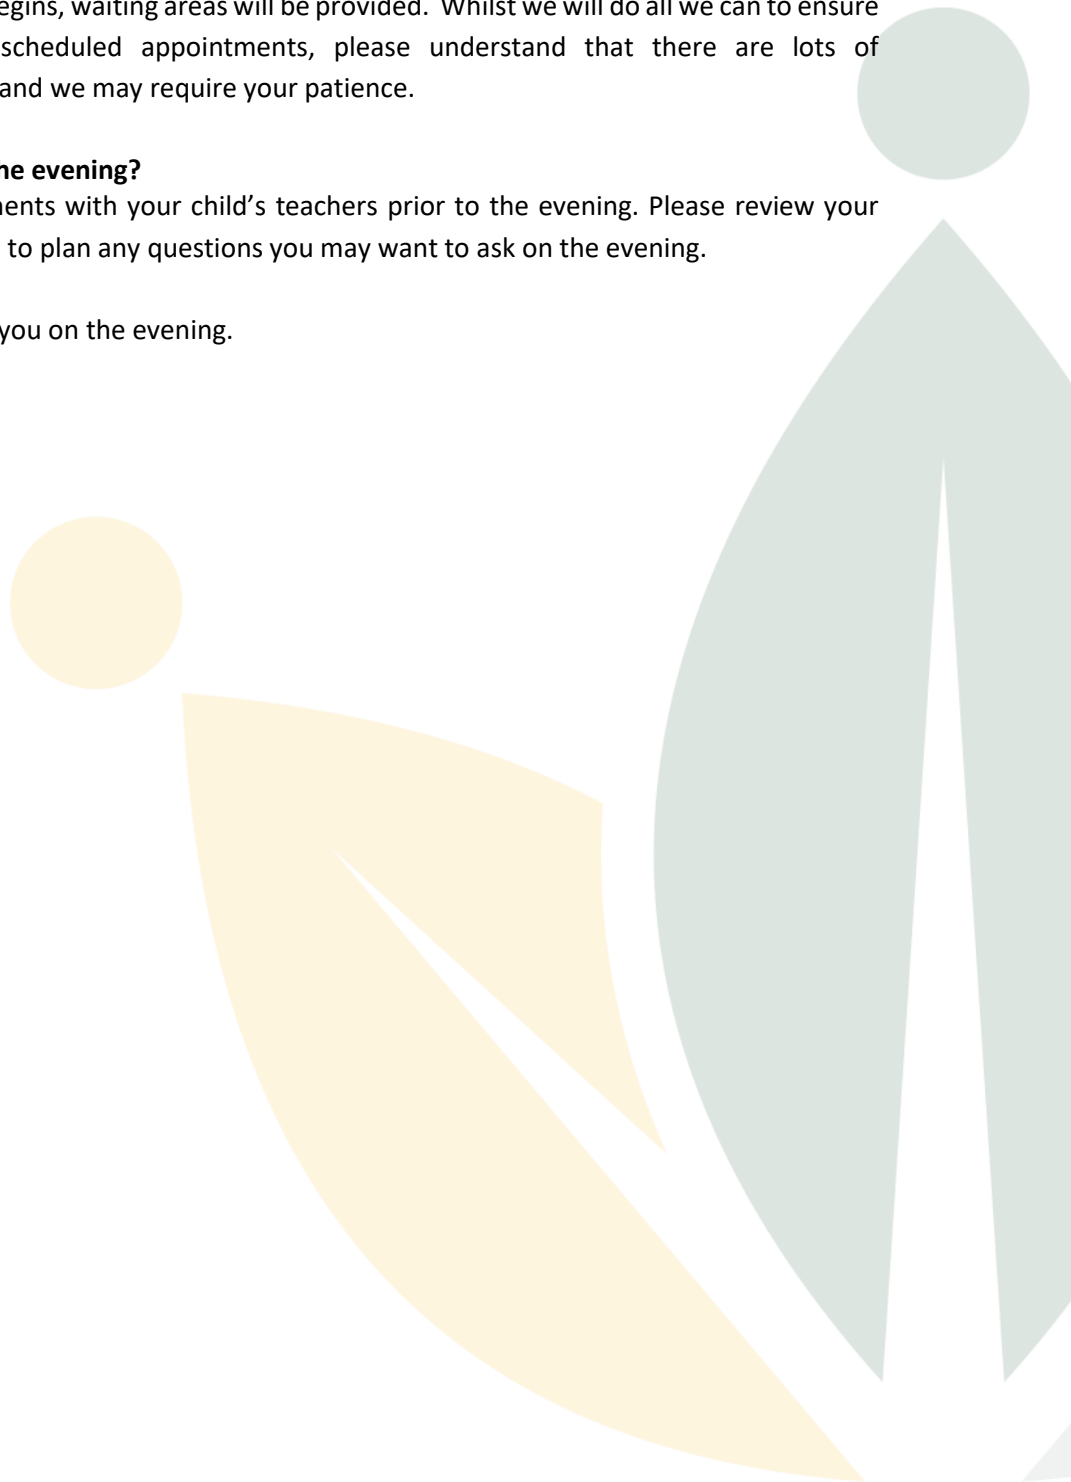 egins, waiting areas will be provided. Whilst we will do all we can to ensure
scheduled appointments, please understand that there are lots of
and we may require your patience.
he evening?
ents with your child's teachers prior to the evening. Please review your
to plan any questions you may want to ask on the evening.
you on the evening.